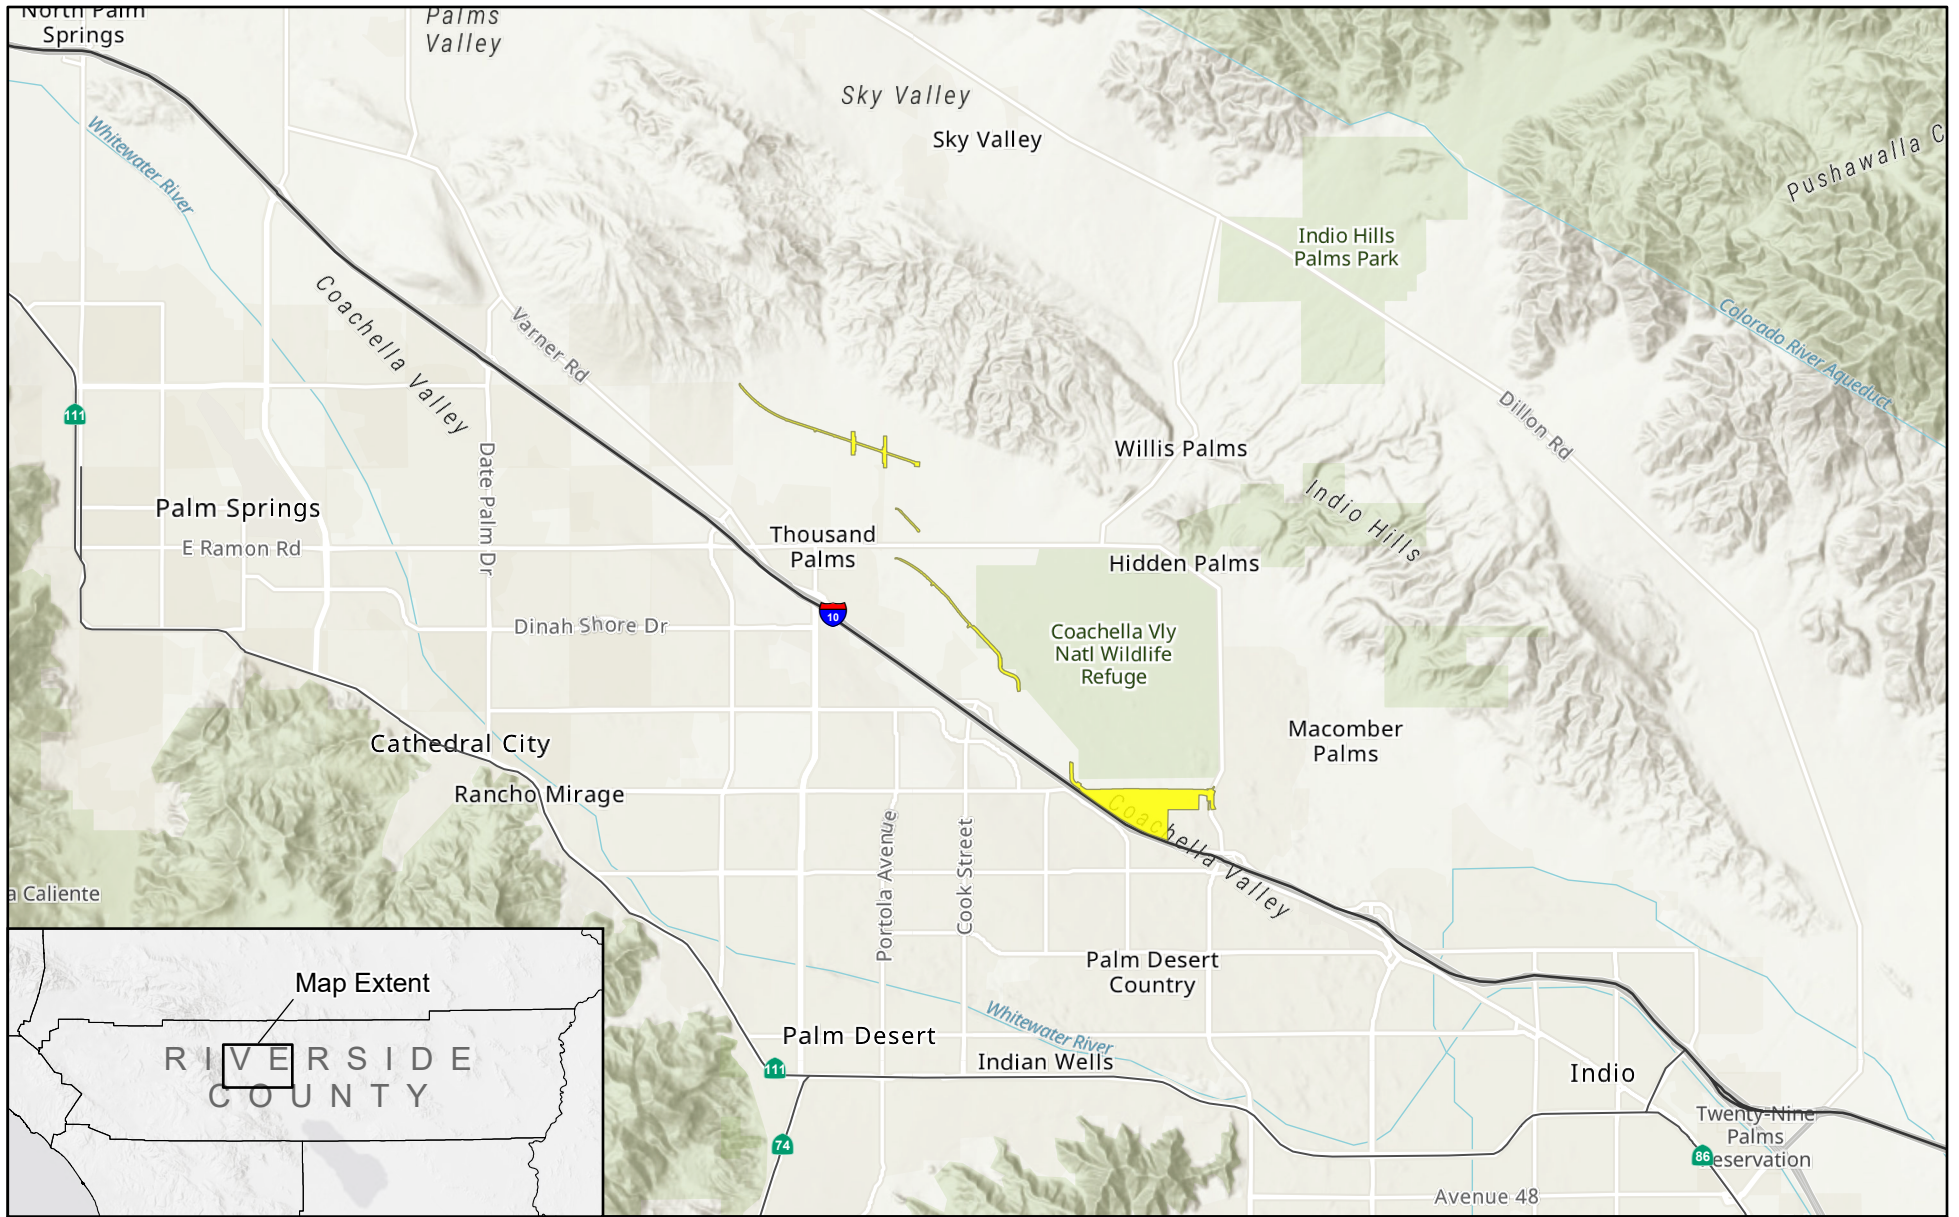 North Palm
Springs
Palms
Valley
Sky Valley
Sky Valley
Whitewater River
Pushawalla C
Indio Hills
Palms Park
Coachella Valley
Varner Rd
Colorado River Aqueduct
111
Dillon Rd
Date Palm Dr
Willis Palms
Indio Hills
Palm Springs
E Ramon Rd
Thousand
Palms
Hidden Palms
10
Dinah Shore Dr
Coachella Vly
Natl Wildlife
Refuge
Macomber
Palms
Cathedral City
Rancho Mirage
Coachella Valley
Portola Avenue
Cook Street
a Caliente
Palm Desert
Country
Map Extent
Whitewater River
Palm Desert
Indian Wells
RIVERSIDE
COUNTY
111
Indio
Twenty-Nine
Palms
eservation
74
86
Avenue 48